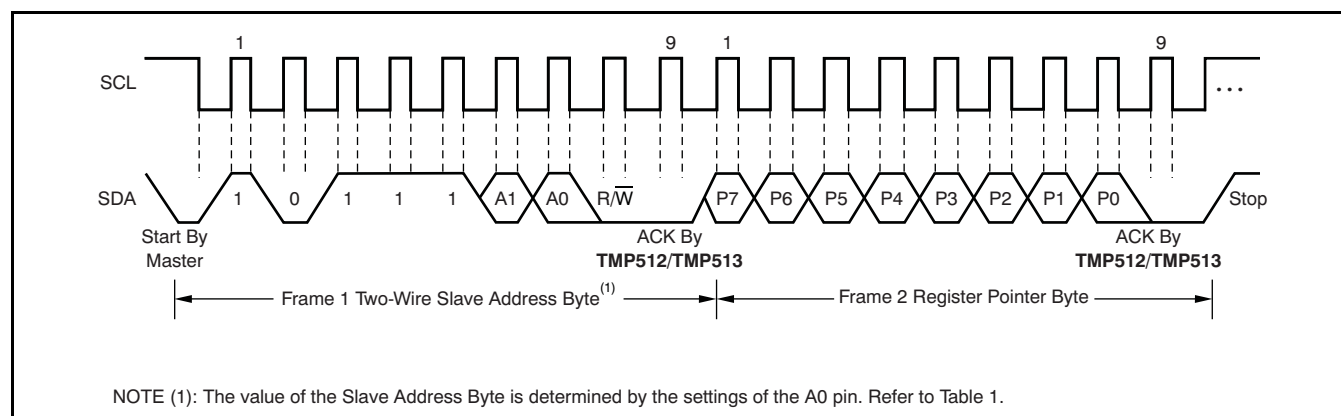 1 9 1 9
SCL ...
SDA 1 0 1 1 1 A1 A0 R/W̅ P7 P6 P5 P4 P3 P2 P1 P0 Stop
Start By ACK By ACK By
Master TMP512/TMP513 TMP512/TMP513
Frame 1 Two-Wire Slave Address Byte(1) Frame 2 Register Pointer Byte
NOTE (1): The value of the Slave Address Byte is determined by the settings of the A0 pin. Refer to Table 1.